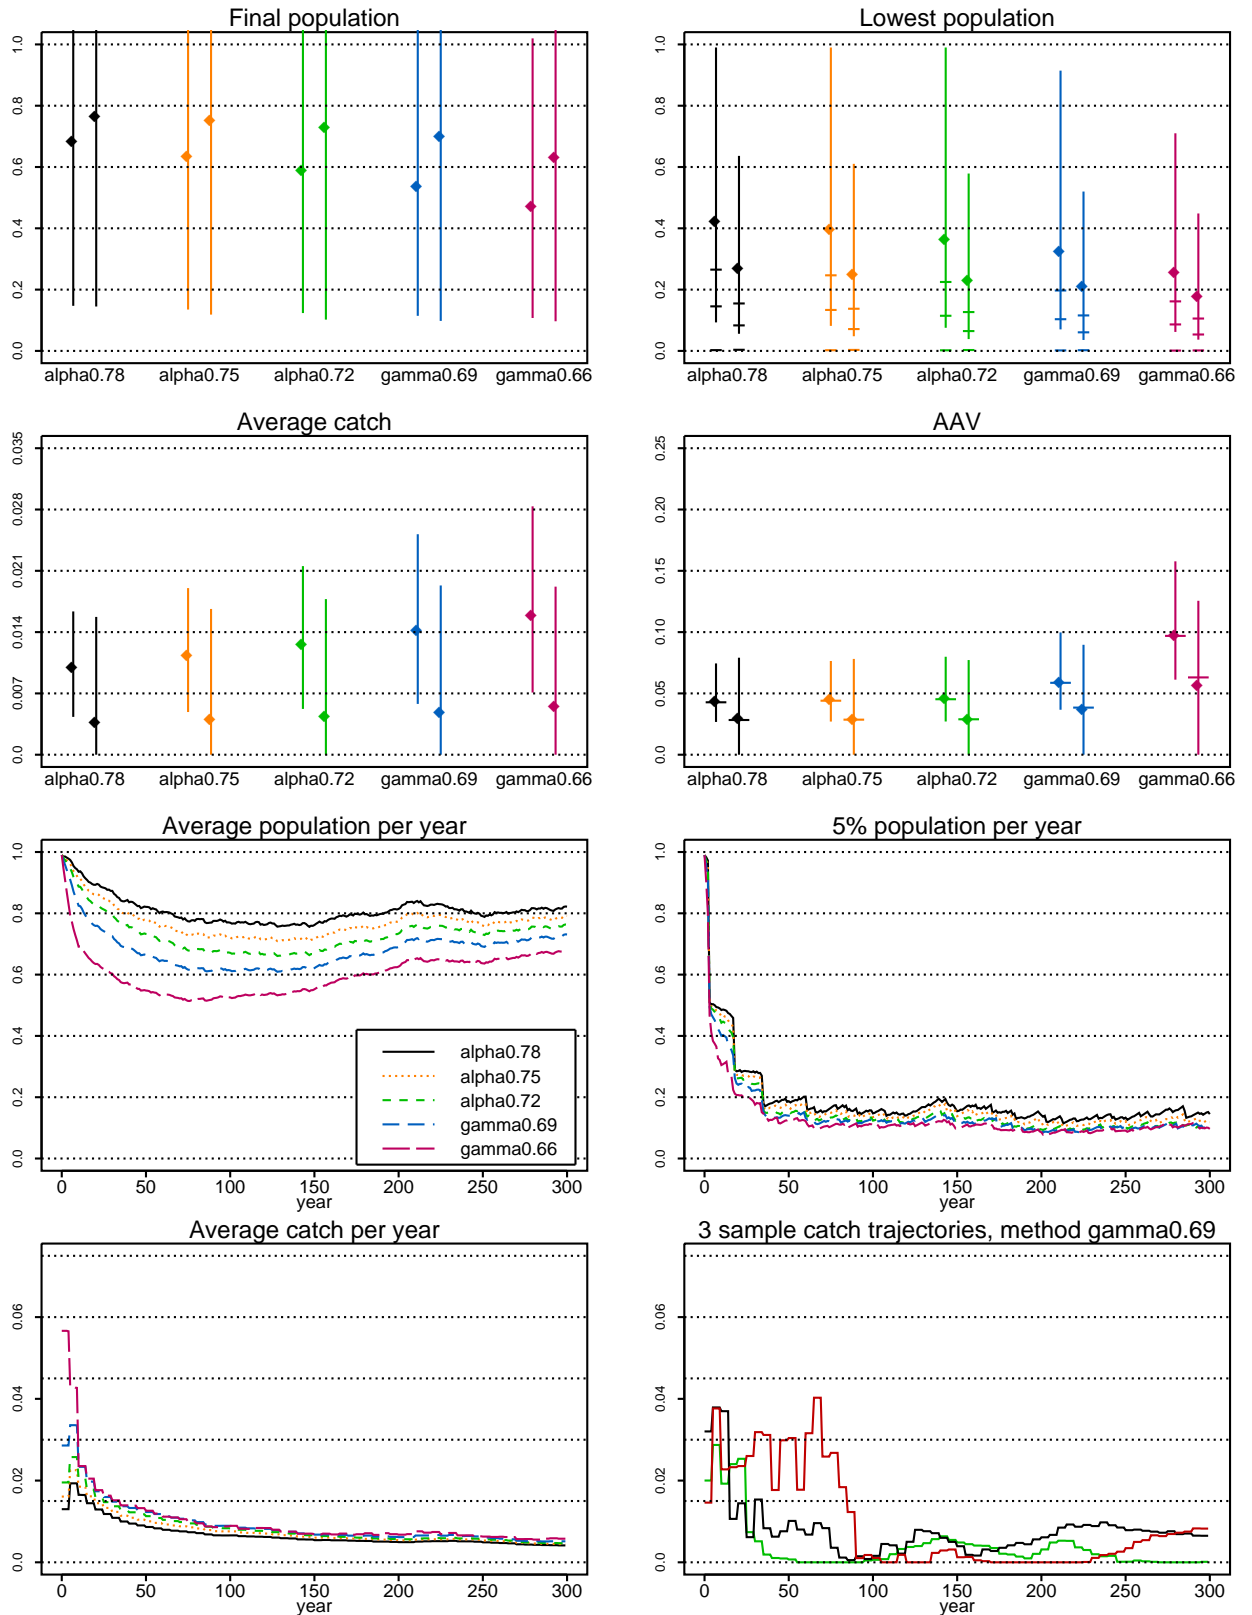 Final population
1.0
0.8
0.6
0.4
0.2
0.0
alpha0.78 alpha0.75 alpha0.72 gamma0.69 gamma0.66
Lowest population
1.0
0.8
0.6
0.4
0.2
0.0
alpha0.78 alpha0.75 alpha0.72 gamma0.69 gamma0.66
Average catch
0.035
0.028
0.021
0.014
0.007
0.0
alpha0.78 alpha0.75 alpha0.72 gamma0.69 gamma0.66
AAV
0.25
0.20
0.15
0.10
0.05
0.0
alpha0.78 alpha0.75 alpha0.72 gamma0.69 gamma0.66
Average population per year
1.0
0.8
0.6
0.4
0.2
0.0
alpha0.78
alpha0.75
alpha0.72
gamma0.69
gamma0.66
0 50 100 150 200 250 300
year
5% population per year
1.0
0.8
0.6
0.4
0.2
0.0
0 50 100 150 200 250 300
year
Average catch per year
0.06
0.04
0.02
0.0
0 50 100 150 200 250 300
year
3 sample catch trajectories, method gamma0.69
0.06
0.04
0.02
0.0
0 50 100 150 200 250 300
year